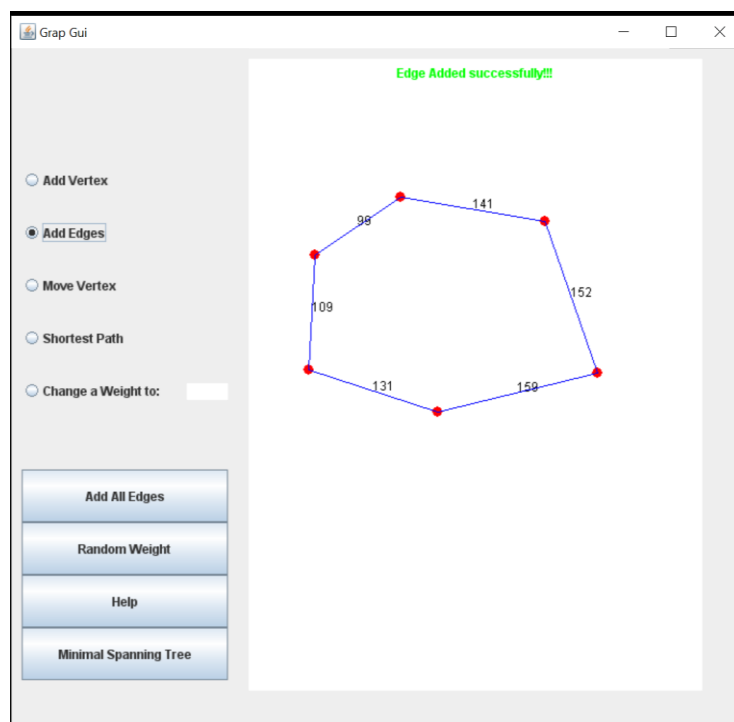 Grap Gui
Edge Added successfully!!!
Add Vertex
Add Edges
Move Vertex
Shortest Path
Change a Weight to:
Add All Edges
Random Weight
Help
Minimal Spanning Tree
141
99
152
109
131
159